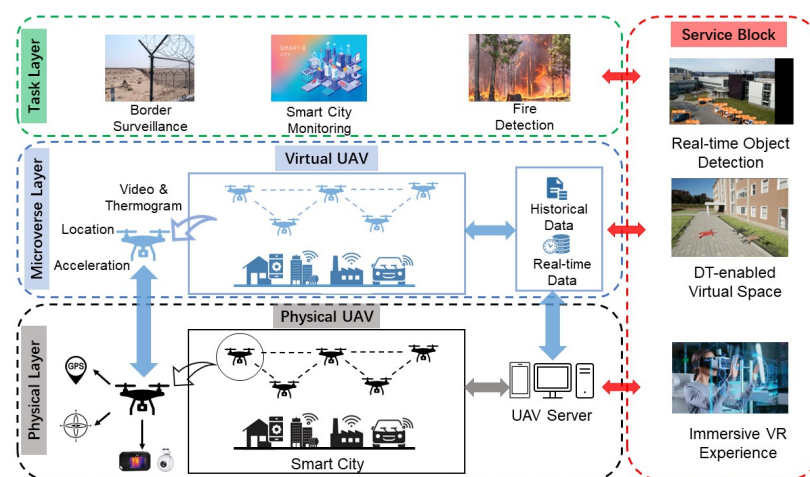 Task Layer
Border
Surveillance
SMART
Smart City
Monitoring
Fire
Detection
Service Block
Real-time Object
Detection
DT-enabled
Virtual Space
Immersive VR
Experience
Microverse Layer
Virtual UAV
Video &
Thermogram
Location
Acceleration
Historical
Data
Real-time
Data
Physical Layer
Physical UAV
GPS
Smart City
UAV Server